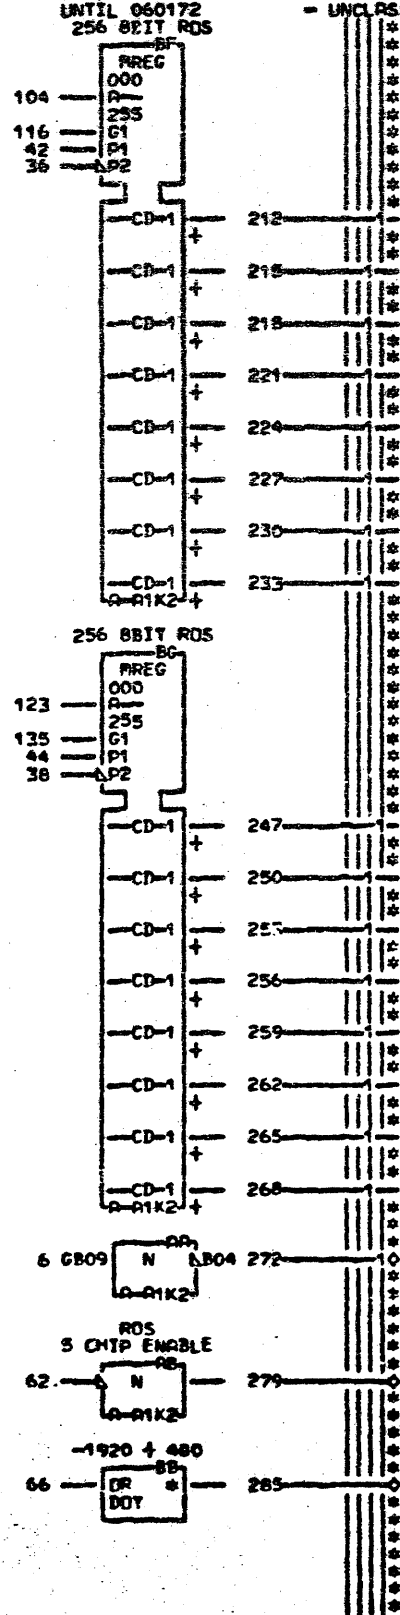 UNTIL 060172 - UNCLAS
256 8BIT ROS
BF
MREG
000
104 A
255
116 G1
42 P1
36 P2
CD 1 212
+
CD 1 215
+
CD 1 218
+
CD 1 221
+
CD 1 224
+
CD 1 227
+
CD 1 230
+
CD 1 233
A A1K2 +
256 8BIT ROS
BG
MREG
000
123 A
255
135 G1
44 P1
38 P2
CD 1 247
+
CD 1 250
+
CD 1 253
+
CD 1 256
+
CD 1 259
+
CD 1 262
+
CD 1 265
+
CD 1 268
A A1K2 +
AA
6 GB09 N B04 272
A A1K2
ROS
5 CHIP ENABLE
AB
62 N 279
A A1K2
-1920 + 480
BB
66 OR * 285
DOT